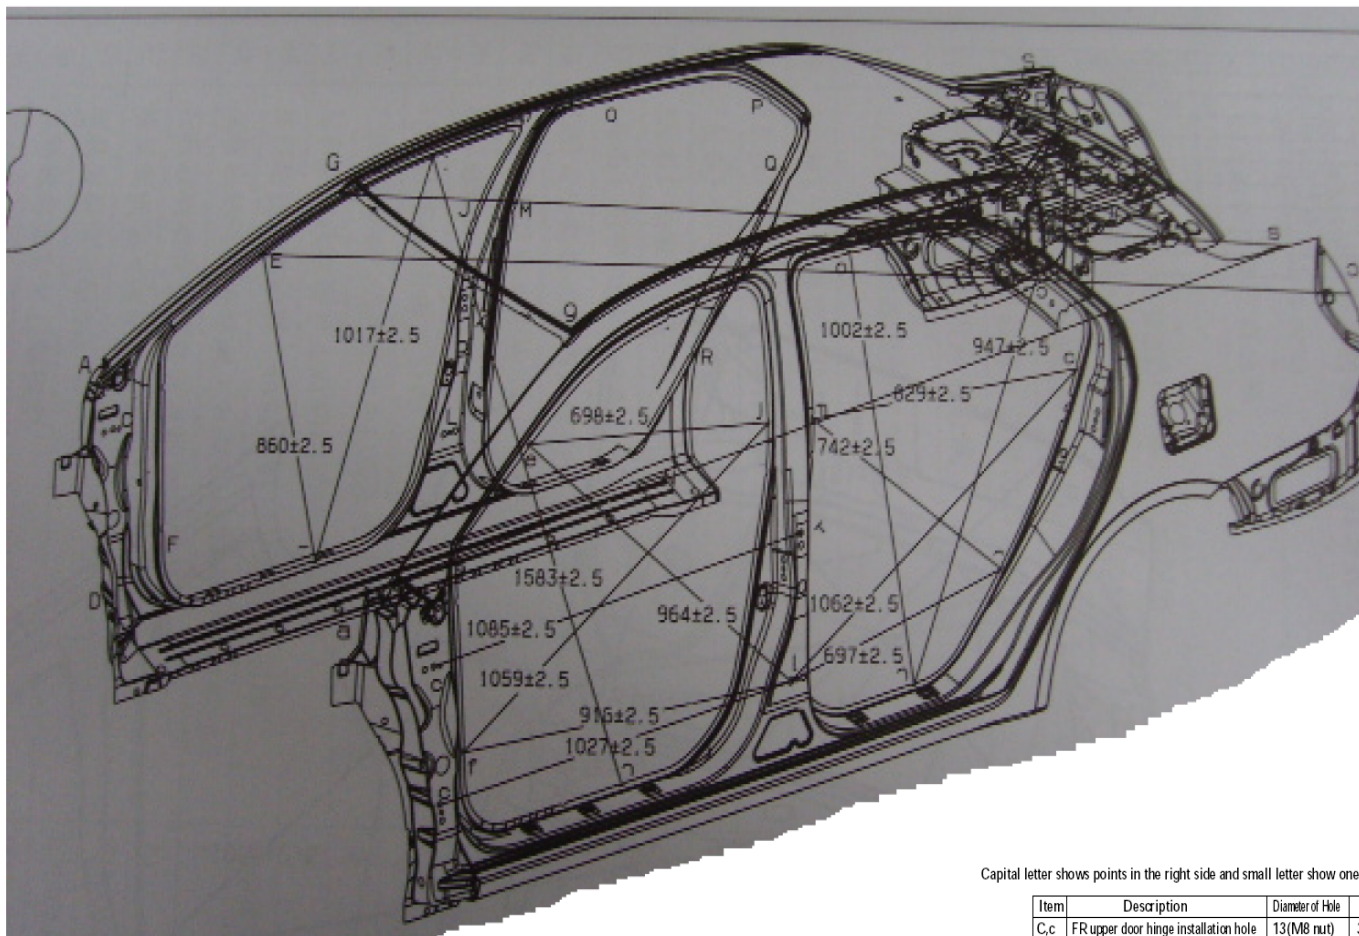 S
P
O
G
Q
J
M
S
E
g
1017±2.5
1002±2.5
947±2.5
A
R
829±2.5
698±2.5
J
C
L
860±2.5
742±2.5
e
F
1583±2.5
D
964±2.5
1062±2.5
a
1085±2.5
697±2.5
1059±2.5
c
916±2.5
1027±2.5
f
Capital letter shows points in the right side and small letter show one
Item Description Diameter of Hole
C,c FR upper door hinge installation hole 13(M8 nut)